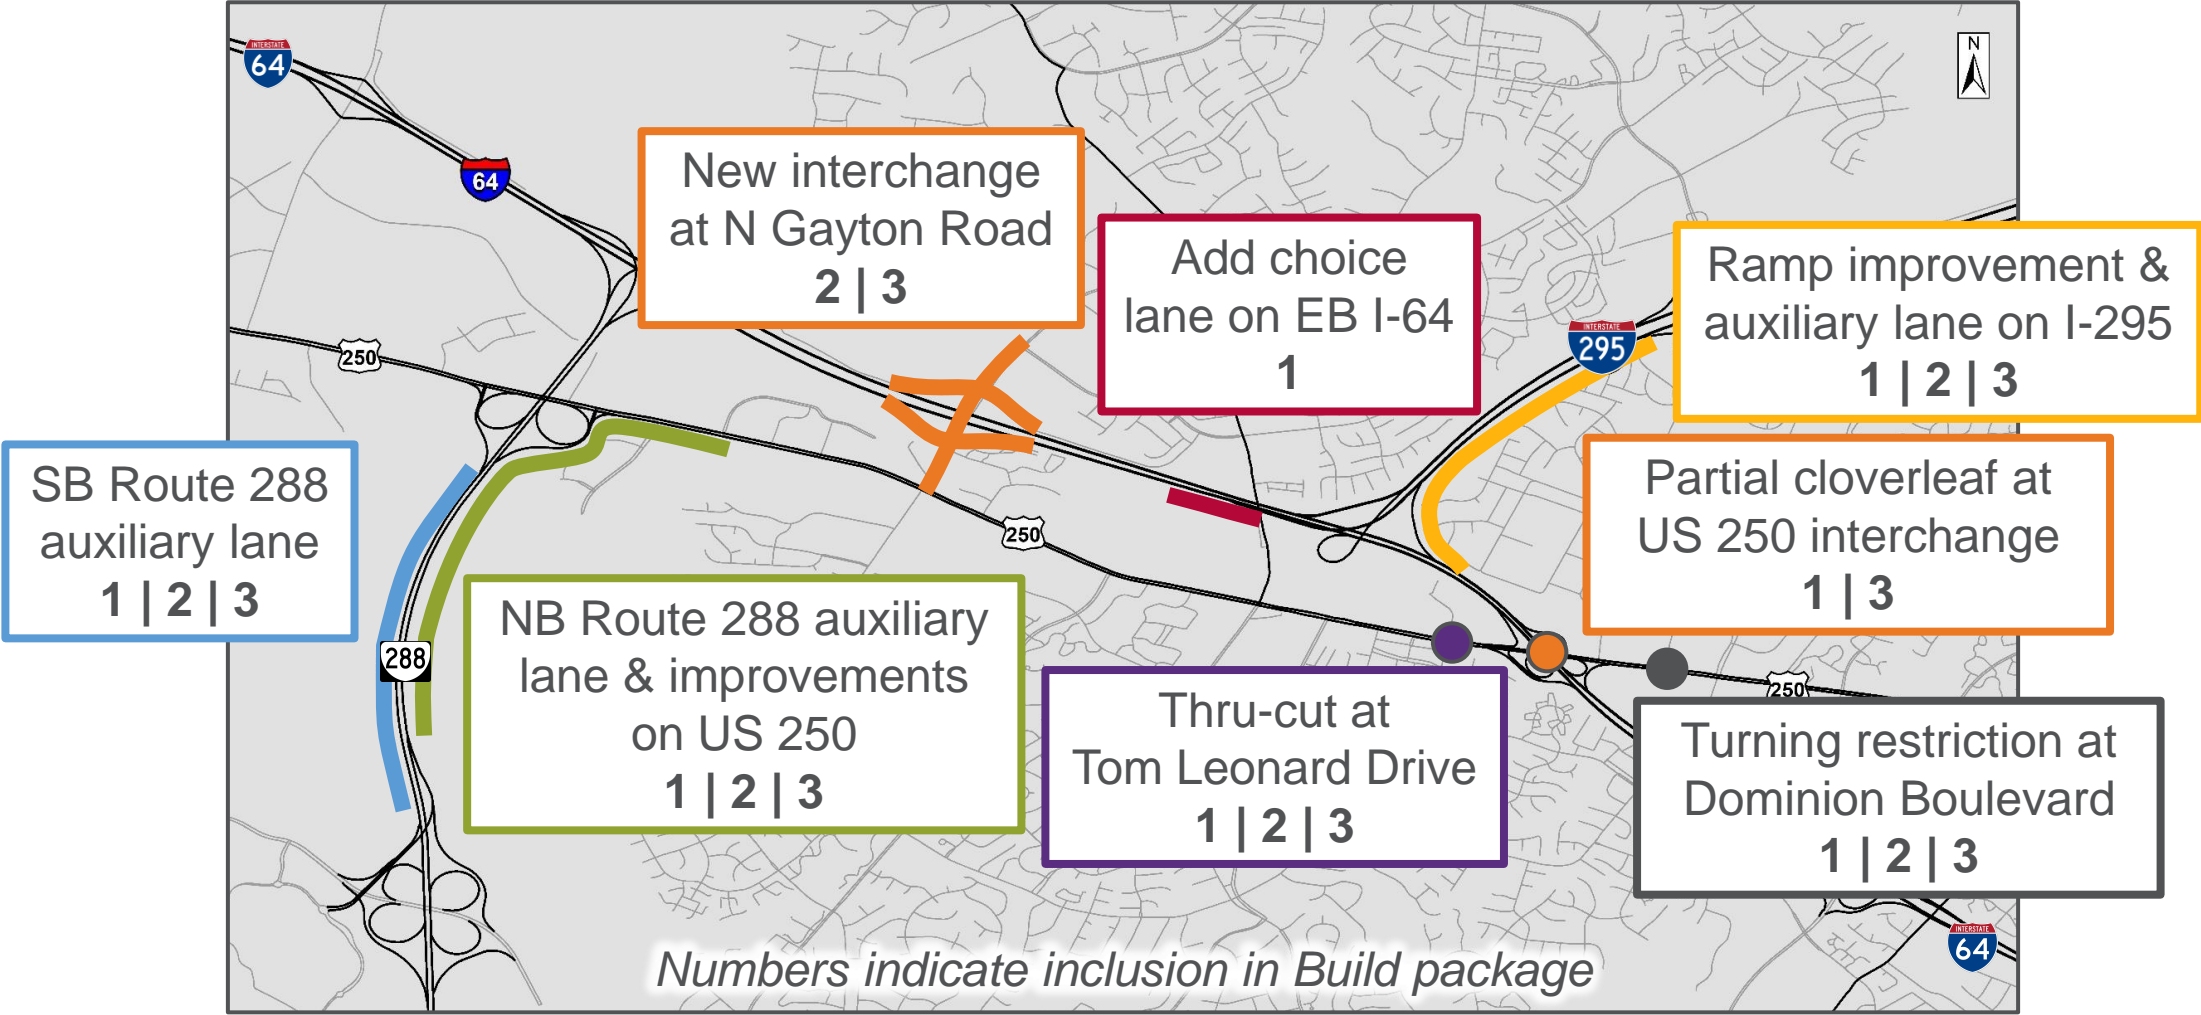 INTERSTATE
64
N
64
New interchange
at N Gayton Road
2 | 3
Add choice
lane on EB I-64
1
Ramp improvement &
auxiliary lane on I-295
1 | 2 | 3
INTERSTATE
295
250
SB Route 288
auxiliary lane
1 | 2 | 3
Partial cloverleaf at
US 250 interchange
1 | 3
250
NB Route 288 auxiliary
lane & improvements
on US 250
1 | 2 | 3
288
Thru-cut at
Tom Leonard Drive
1 | 2 | 3
250
Turning restriction at
Dominion Boulevard
1 | 2 | 3
INTERSTATE
64
Numbers indicate inclusion in Build package